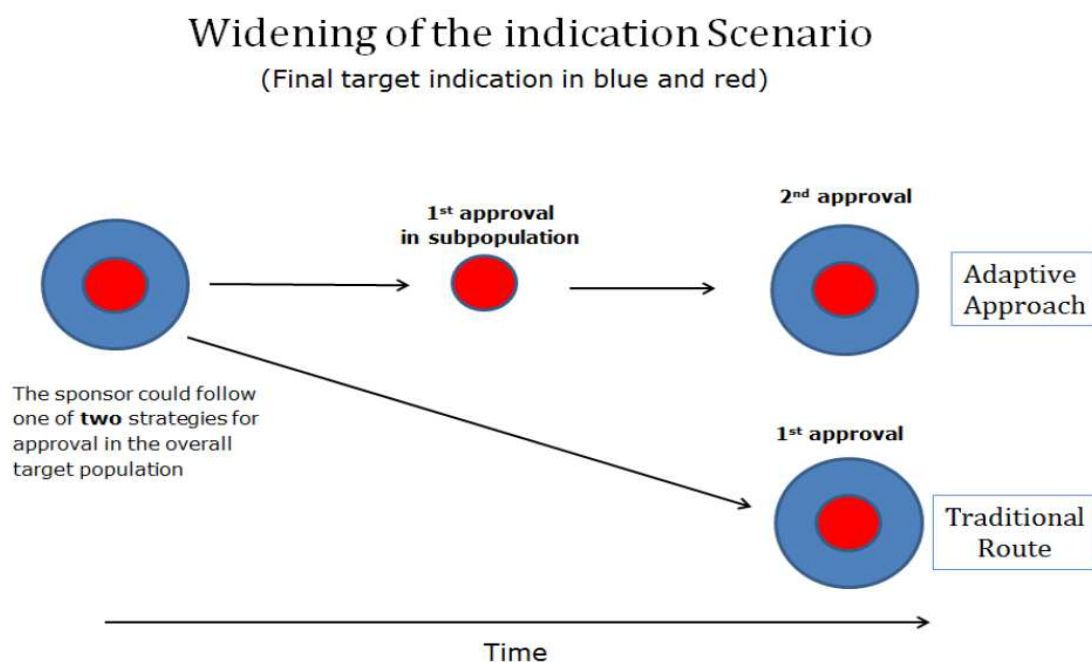 Widening of the indication Scenario
(Final target indication in blue and red)
1st approval
in subpopulation
2nd approval
Adaptive
Approach
The sponsor could follow
one of two strategies for
approval in the overall
target population
1st approval
Traditional
Route
Time